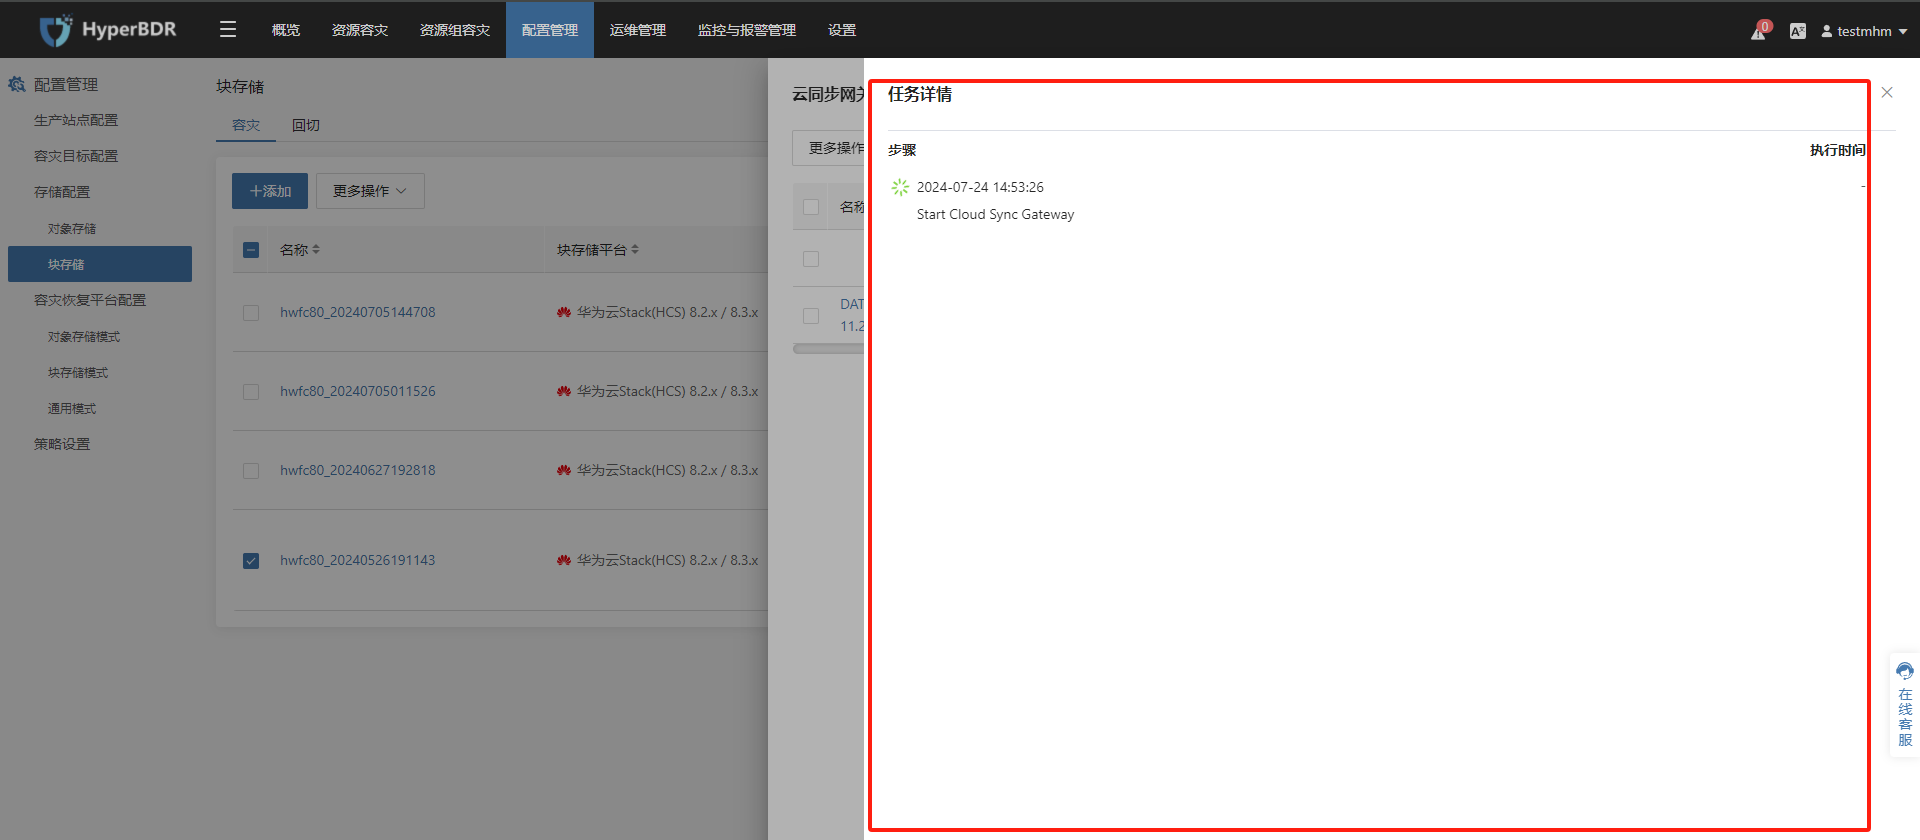 HyperBDR
概览
资源容灾
资源组容灾
配置管理
运维管理
监控与报警管理
设置
0
testmhm
配置管理
生产站点配置
容灾目标配置
存储配置
对象存储
块存储
容灾恢复平台配置
对象存储模式
块存储模式
通用模式
策略设置
块存储
容灾
回切
添加
更多操作
名称
块存储平台
hwfc80_20240705144708
华为云Stack(HCS) 8.2.x / 8.3.x
hwfc80_20240705011526
华为云Stack(HCS) 8.2.x / 8.3.x
hwfc80_20240627192818
华为云Stack(HCS) 8.2.x / 8.3.x
hwfc80_20240526191143
华为云Stack(HCS) 8.2.x / 8.3.x
云同步网关
更多操作
名称
DAT
11.2
任务详情
步骤
执行时间
2024-07-24 14:53:26
-
Start Cloud Sync Gateway
在线客服